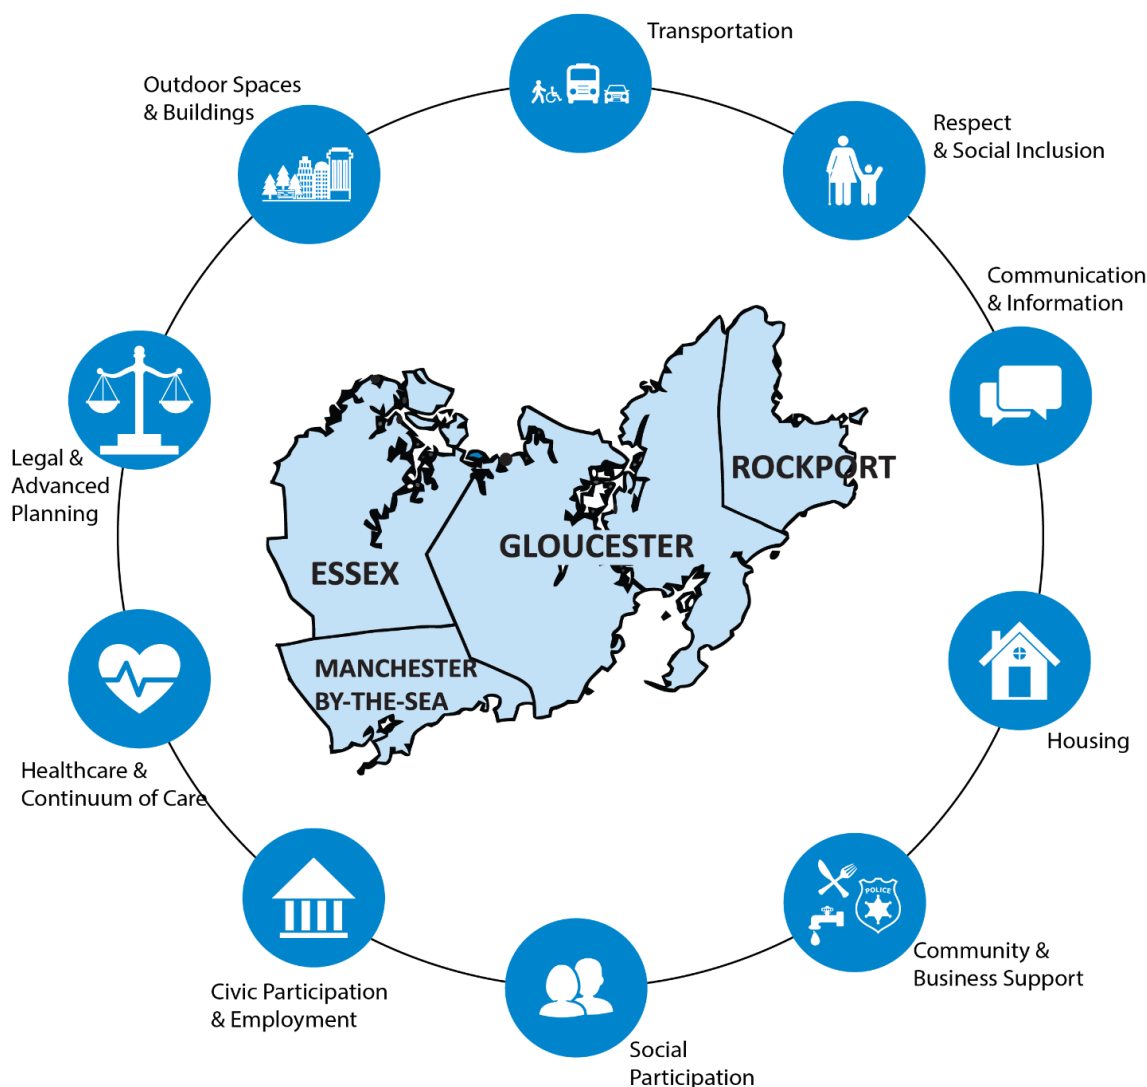 Transportation
Outdoor Spaces
& Buildings
Respect
& Social Inclusion
Communication
& Information
Legal &
Advanced
Planning
ROCKPORT
GLOUCESTER
ESSEX
MANCHESTER
BY-THE-SEA
Housing
Healthcare &
Continuum of Care
POLICE
Community &
Business Support
Civic Participation
& Employment
Social
Participation